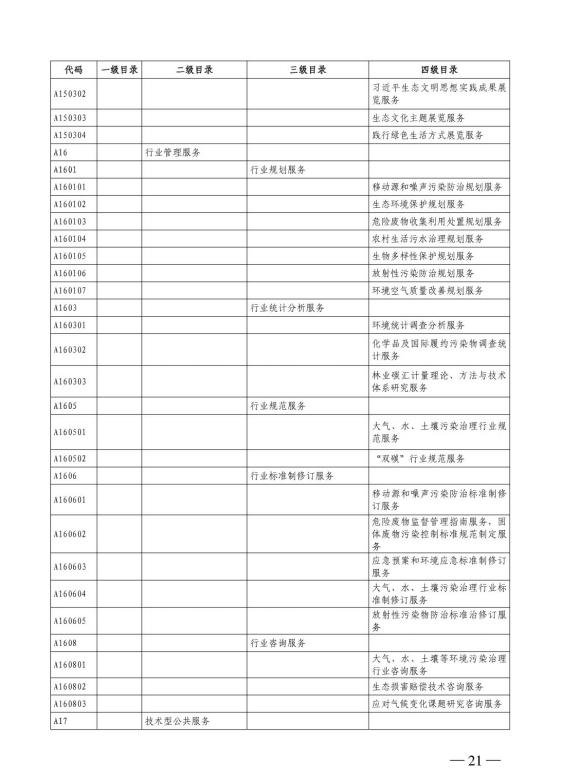 代码 一级目录 二级目录 三级目录 四级目录
A150302 习近平生态文明思想实践成果展
览服务
A150303 生态文化主题展览服务
A150304 践行绿色生活方式展览服务
A16 行业管理服务
A1601 行业规划服务
A160101 移动源和噪声污染防治规划服务
A160102 生态环境保护规划服务
A160103 危险废物收集利用处置规划服务
A160104 农村生活污水治理规划服务
A160105 生物多样性保护规划服务
A160106 放射性污染防治规划服务
A160107 环境空气质量改善规划服务
A1603 行业统计分析服务
A160301 环境统计调查分析服务
A160302 化学品及国际履约污染物调查统
计服务
A160303 林业碳汇计量理论、方法与技术
体系研究服务
A1605 行业规范服务
A160501 大气、水、土壤污染治理行业规
范服务
A160502 “双碳”行业规范服务
A1606 行业标准制修订服务
A160601 移动源和噪声污染防治标准制修
订服务
A160602 危险废物监督管理指南服务，固
体废物污染控制标准规范制定服
务
A160603 应急预案和环境应急标准制修订
服务
A160604 大气、水、土壤污染治理行业标
准制修订服务
A160605 放射性污染物防治标准治修订服
务
A1608 行业咨询服务
A160801 大气，水、土壤等环境污染治理
行业咨询服务
A160802 生态损害赔偿技术咨询服务
A160803 应对气候变化课题研究咨询服务
A17 技术型公共服务
—21—